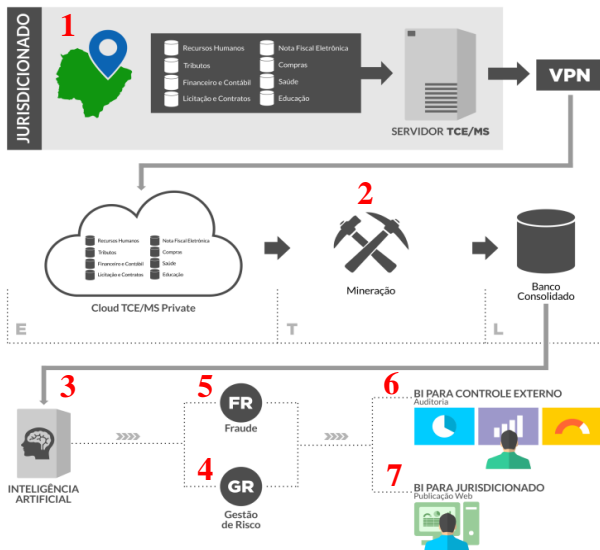 1
JURISDICIONADO
Recursos Humanos
Tributos
Financeiro e Contábil
Licitação e Contratos
Nota Fiscal Eletrônica
Compras
Saúde
Educação
SERVIDOR TCE/MS
VPN
2
Recursos Humanos
Tributos
Financeiro e Contábil
Licitação e Contratos
Nota Fiscal Eletrônica
Compras
Saúde
Educação
Cloud TCE/MS Private
Mineração
Banco
Consolidado
E
T
L
3
INTELIGÊNCIA
ARTIFICIAL
5
FR
Fraude
4
GR
Gestão
de Risco
6
BI PARA CONTROLE EXTERNO
Auditoria
7
BI PARA JURISDICIONADO
Publicação Web